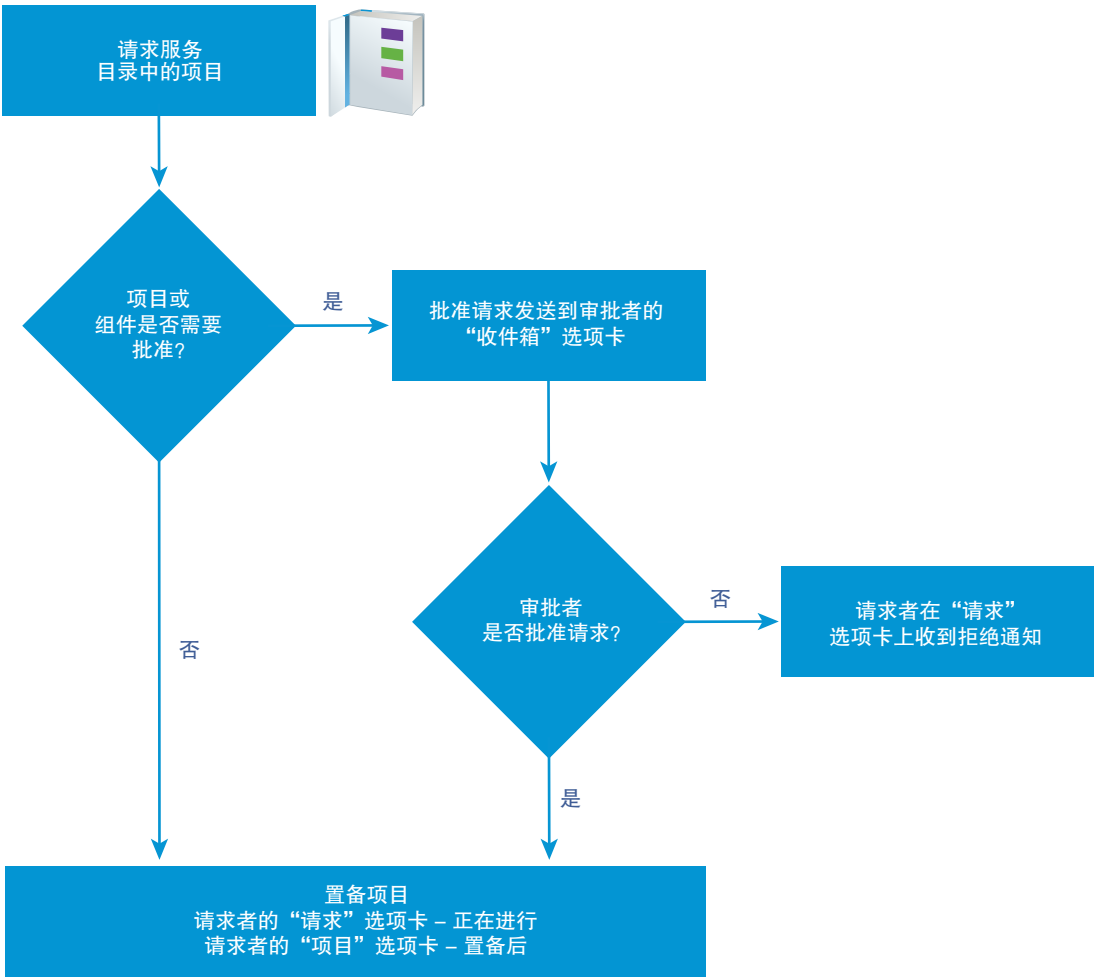 请求服务
目录中的项目
项目或
组件是否需要
批准?
是
批准请求发送到审批者的
“收件箱”选项卡
审批者
是否批准请求?
否
请求者在“请求”
选项卡上收到拒绝通知
否
是
置备项目
请求者的“请求”选项卡 – 正在进行
请求者的“项目”选项卡 – 置备后